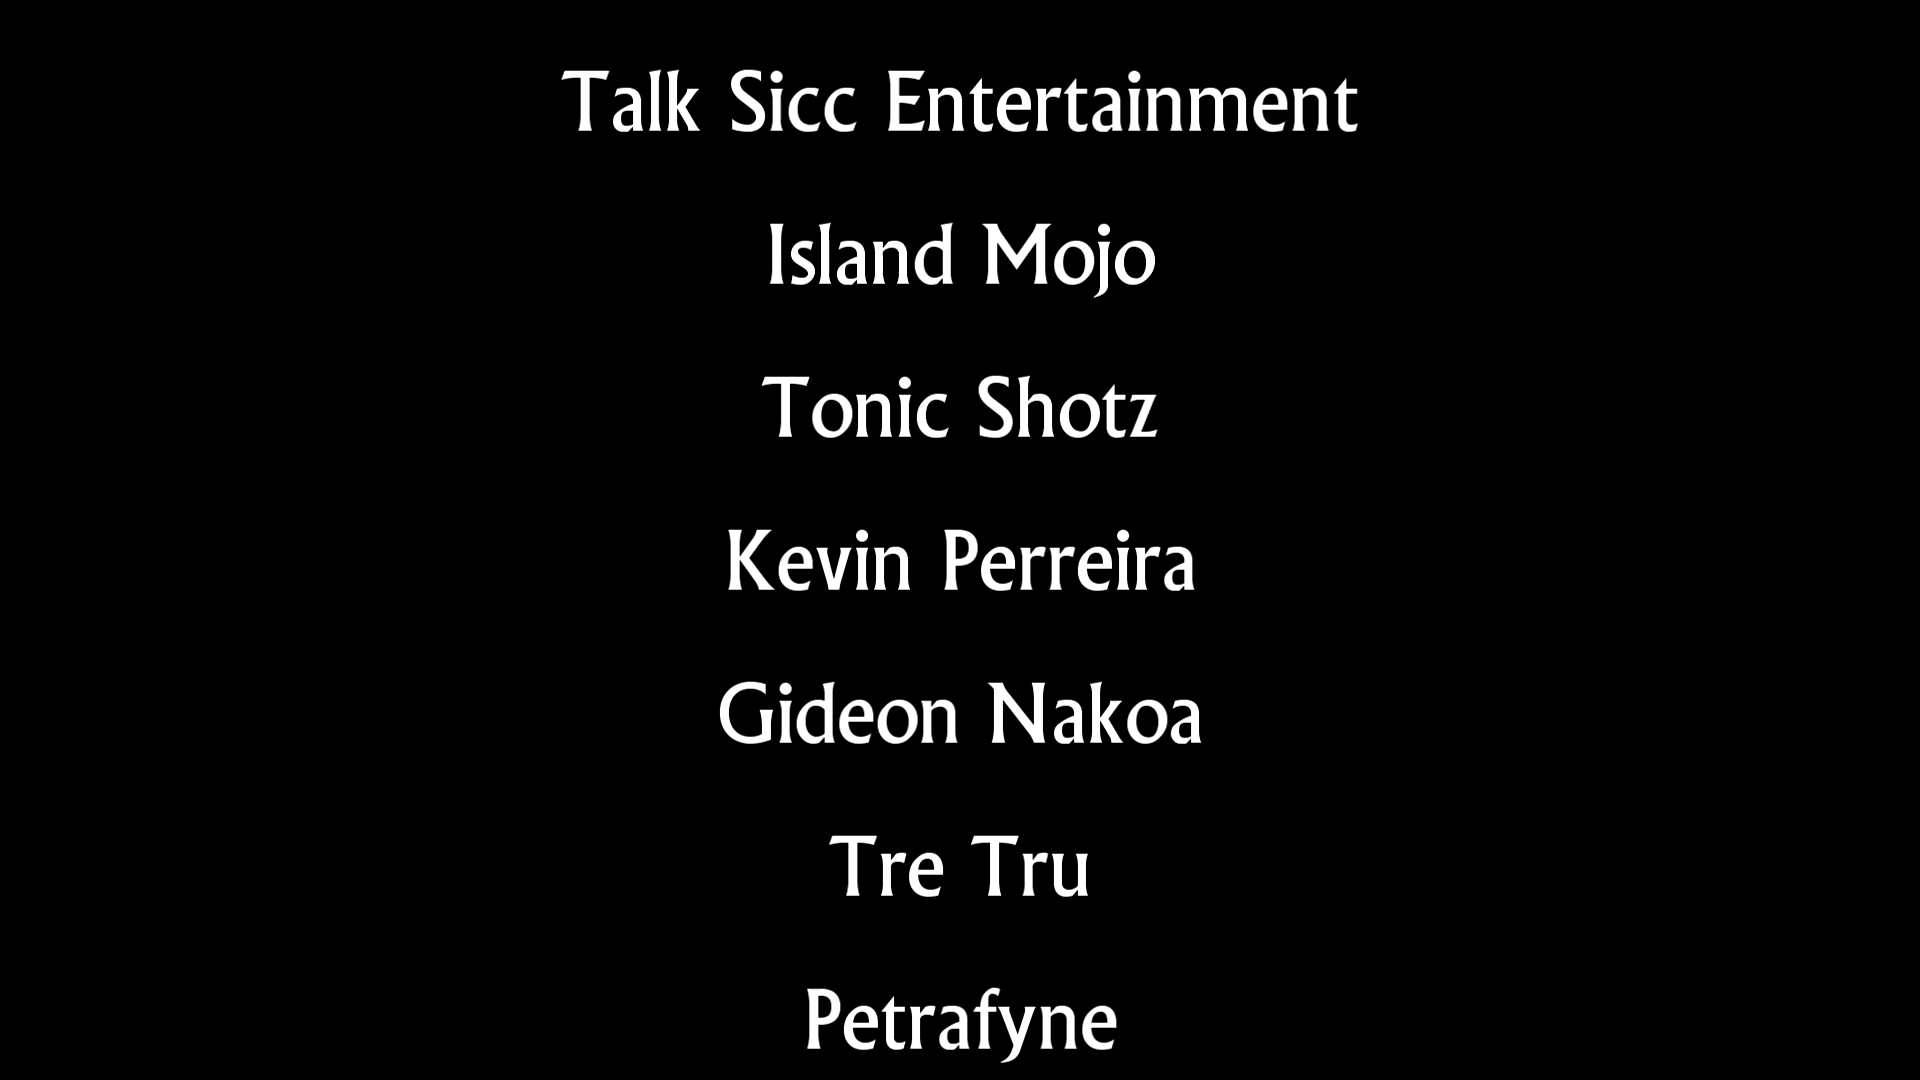 Talk Sicc Entertainment
Island Mojo
Tonic Shotz
Kevin Perreira
Gideon Nakoa
Tre Tru
Petrafyne